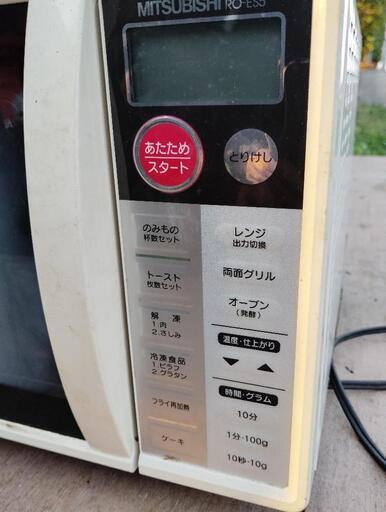 MITSUBISHI RO-ES5
あたため
スタート
とりけし
のみもの
杯数セット
トースト
枚数セット
解 凍
1.肉
2.さしみ
冷凍食品
1.ピラフ
2.グラタン
フライ再加熱
ケーキ
レンジ
出力切換
両面グリル
オーブン
(発酵)
温度・仕上がり
時間・グラム
10分
1分・100g
10秒・10g